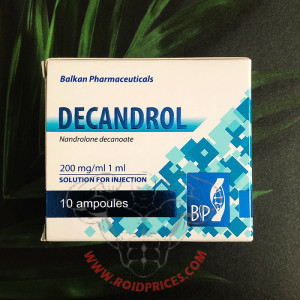 Balkan Pharmaceuticals
DECANDROL
Nandrolone decanoate
200 mg/ml 1 ml
SOLUTION FOR INJECTION
10 ampoules
BP
WWW.ROIDPRICES.COM